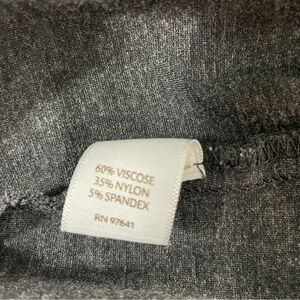 60% VISCOSE
35% NYLON
5% SPANDEX
RN 97641